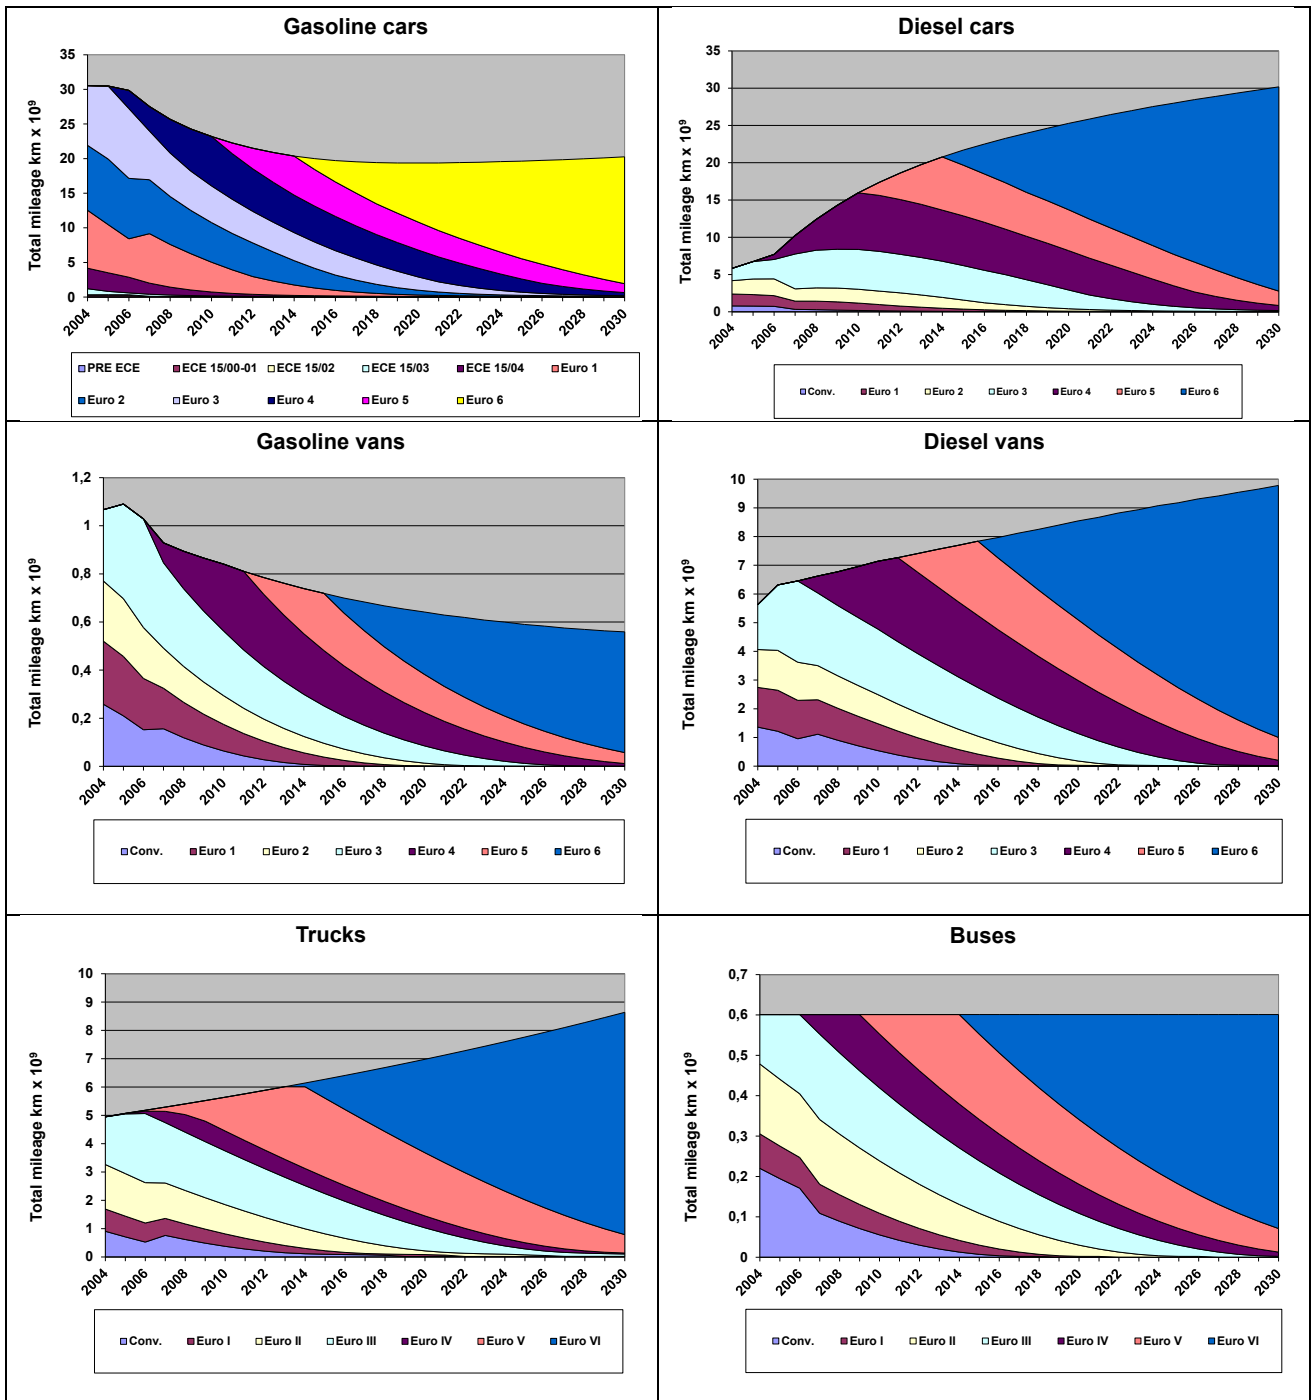 Gasoline cars
Total mileage km x 10⁹
35
30
25
20
15
10
5
0
2004 2006 2008 2010 2012 2014 2016 2018 2020 2022 2024 2026 2028 2030
PRE ECE ECE 15/00-01 ECE 15/02 ECE 15/03 ECE 15/04 Euro 1
Euro 2 Euro 3 Euro 4 Euro 5 Euro 6
Diesel cars
Total mileage km x 10⁹
35
30
25
20
15
10
5
0
2004 2006 2008 2010 2012 2014 2016 2018 2020 2022 2024 2026 2028 2030
Conv. Euro 1 Euro 2 Euro 3 Euro 4 Euro 5 Euro 6
Gasoline vans
Total mileage km x 10⁹
1,2
1
0,8
0,6
0,4
0,2
0
2004 2006 2008 2010 2012 2014 2016 2018 2020 2022 2024 2026 2028 2030
Conv. Euro 1 Euro 2 Euro 3 Euro 4 Euro 5 Euro 6
Diesel vans
Total mileage km x 10⁹
10
9
8
7
6
5
4
3
2
1
0
2004 2006 2008 2010 2012 2014 2016 2018 2020 2022 2024 2026 2028 2030
Conv. Euro 1 Euro 2 Euro 3 Euro 4 Euro 5 Euro 6
Trucks
Total mileage km x 10⁹
10
9
8
7
6
5
4
3
2
1
0
2004 2006 2008 2010 2012 2014 2016 2018 2020 2022 2024 2026 2028 2030
Conv. Euro I Euro II Euro III Euro IV Euro V Euro VI
Buses
Total mileage km x 10⁹
0,7
0,6
0,5
0,4
0,3
0,2
0,1
0
2004 2006 2008 2010 2012 2014 2016 2018 2020 2022 2024 2026 2028 2030
Conv. Euro I Euro II Euro III Euro IV Euro V Euro VI